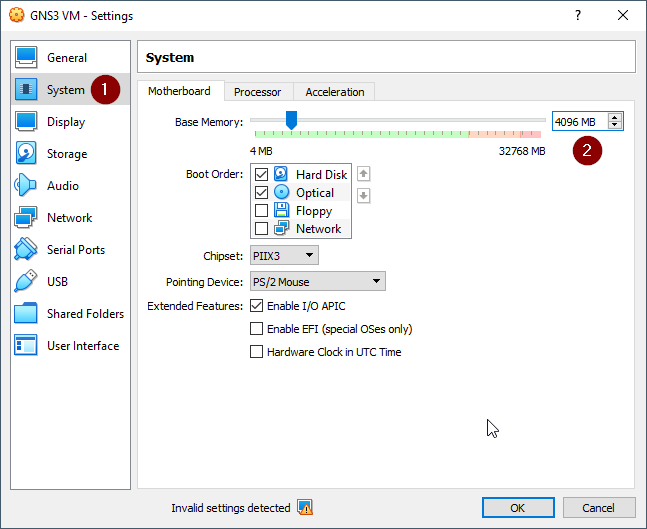 GNS3 VM - Settings
?
General
System
1
Display
Storage
Audio
Network
Serial Ports
USB
Shared Folders
User Interface
System
Motherboard Processor Acceleration
Base Memory: 4096 MB
4 MB 32768 MB
2
Boot Order: Hard Disk
Optical
Floppy
Network
Chipset: PIIX3
Pointing Device: PS/2 Mouse
Extended Features: Enable I/O APIC
Enable EFI (special OSes only)
Hardware Clock in UTC Time
Invalid settings detected OK Cancel